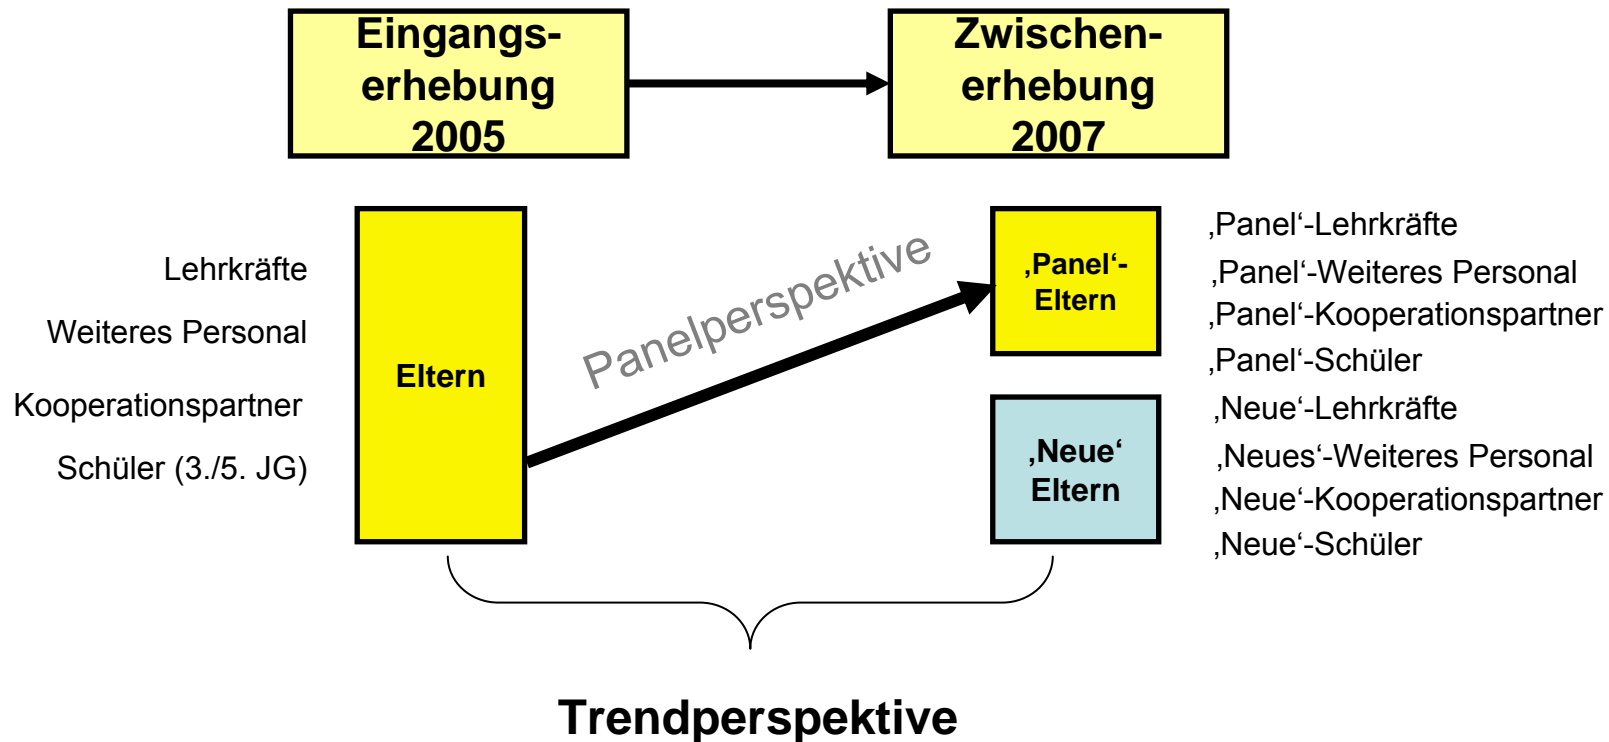 Eingangs-
erhebung
2005
Zwischen-
erhebung
2007
Lehrkräfte
Weiteres Personal
Kooperationspartner
Schüler (3./5. JG)
Eltern
Panelperspektive
‚Panel‘-
Eltern
‚Neue‘
Eltern
‚Panel‘-Lehrkräfte
‚Panel‘-Weiteres Personal
‚Panel‘-Kooperationspartner
‚Panel‘-Schüler
‚Neue‘-Lehrkräfte
‚Neues‘-Weiteres Personal
‚Neue‘-Kooperationspartner
‚Neue‘-Schüler
Trendperspektive